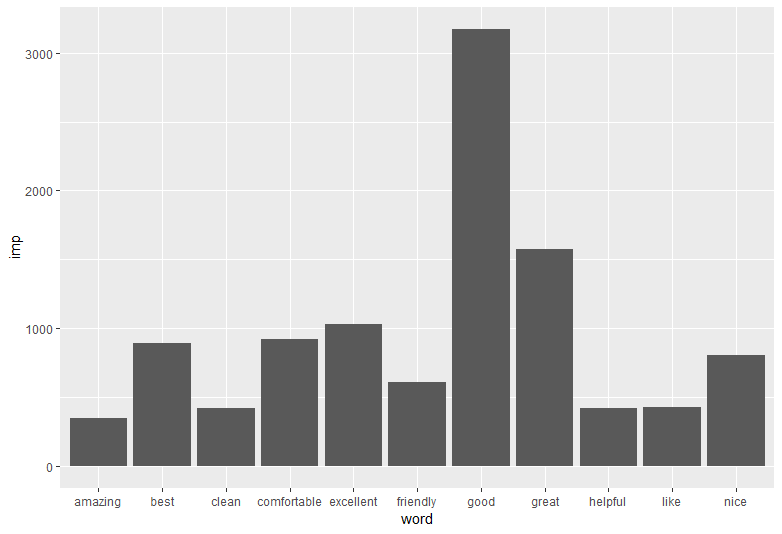 3000
2000
1000
0
imp
amazing best clean comfortable excellent friendly good great helpful like nice
word